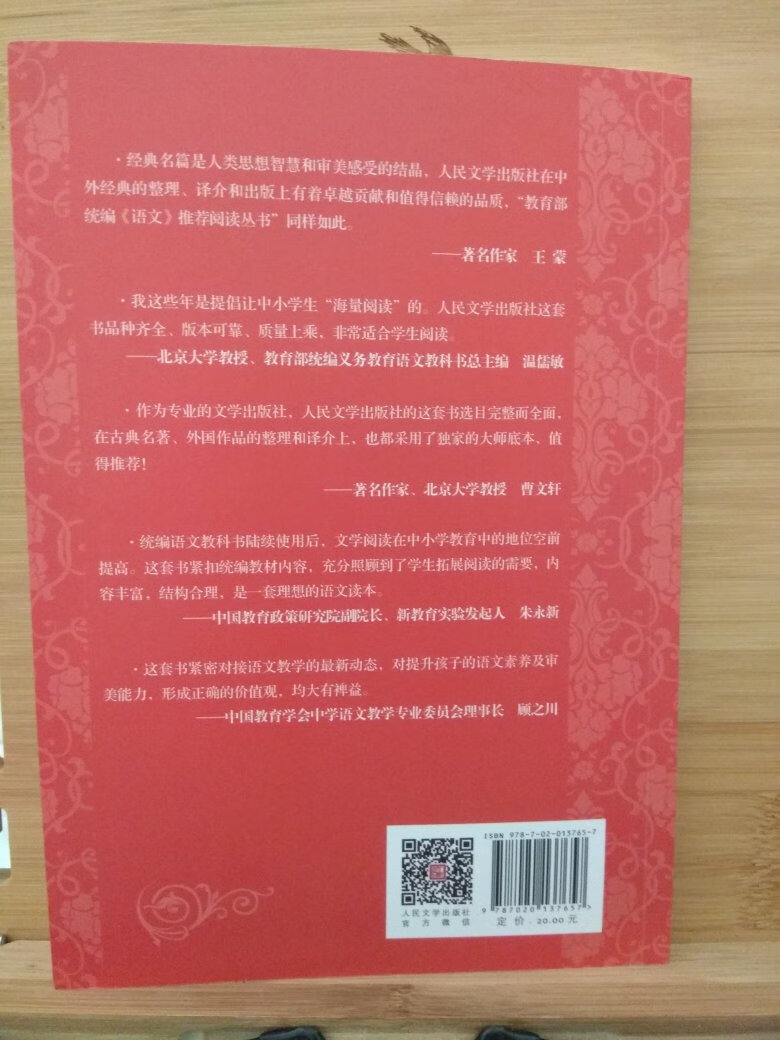 ·经典名篇是人类思想智慧和审美感受的结晶，人民文学出版社在中
外经典的整理、译介和出版上有着卓越贡献和值得信赖的品质，“教育部
统编《语文》推荐阅读丛书”同样如此。
——著名作家 王蒙
·我这些年是提倡让中小学生“海量阅读”的。人民文学出版社这套
书品种齐全、版本可靠、质量上乘，非常适合学生阅读。
——北京大学教授、教育部统编义务教育语文教科书总主编 温儒敏
·作为专业的文学出版社，人民文学出版社的这套书选目完整而全面，
在古典名著、外国作品的整理和译介上，也都采用了独家的大师底本，值
得推荐！
——著名作家、北京大学教授 曹文轩
·统编语文教科书陆续使用后，文学阅读在中小学教育中的地位空前
提高。这套书紧扣统编教材内容，充分照顾到了学生拓展阅读的需要，内
容丰富，结构合理，是一套理想的语文读本。
——中国教育政策研究院副院长、新教育实验发起人 朱永新
·这套书紧密对接语文教学的最新动态，对提升孩子的语文素养及审
美能力，形成正确的价值观，均大有裨益。
——中国教育学会中学语文教学专业委员会理事长 顾之川
ISBN 978-7-02-013765-7
9 787020 137657>
人民文学出版社
官方微信
定价：20.00元